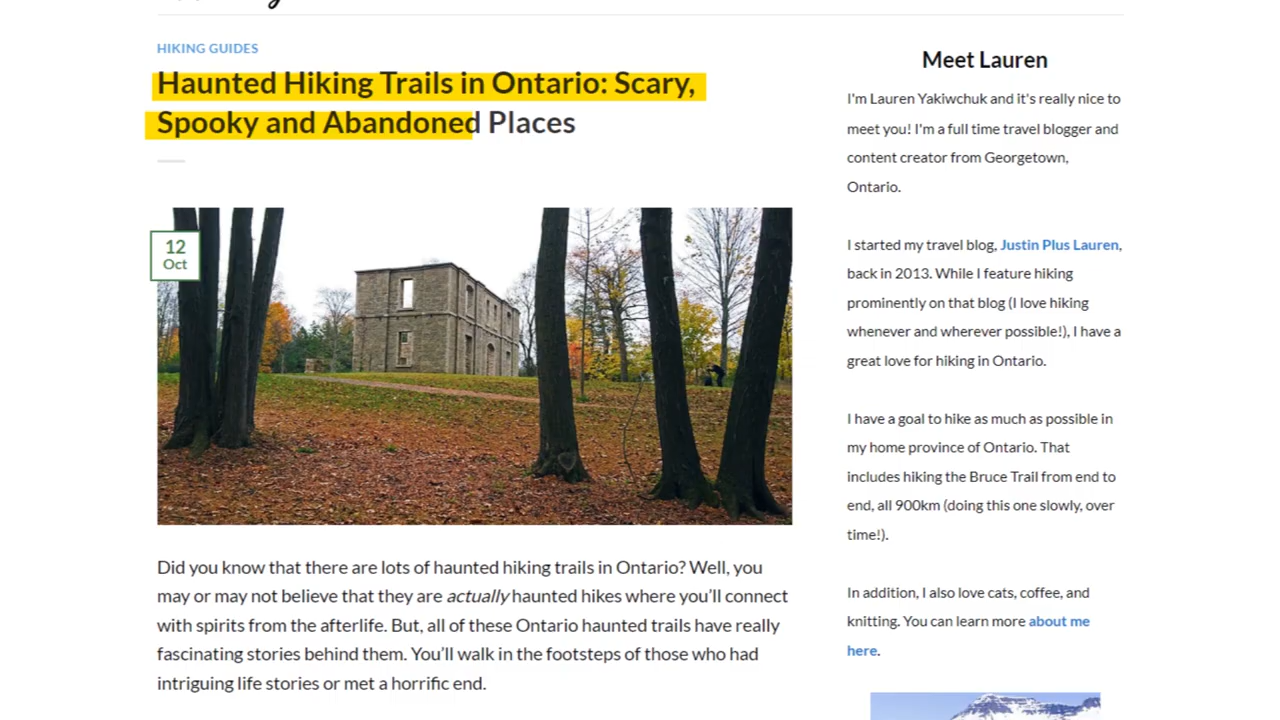 HIKING GUIDES
Haunted Hiking Trails in Ontario: Scary,
Spooky and Abandoned Places
12
Oct
Did you know that there are lots of haunted hiking trails in Ontario? Well, you
may or may not believe that they are actually haunted hikes where you'll connect
with spirits from the afterlife. But, all of these Ontario haunted trails have really
fascinating stories behind them. You'll walk in the footsteps of those who had
intriguing life stories or met a horrific end.
Meet Lauren
I'm Lauren Yakiwchuk and it's really nice to
meet you! I'm a full time travel blogger and
content creator from Georgetown,
Ontario.
I started my travel blog, Justin Plus Lauren,
back in 2013. While I feature hiking
prominently on that blog (I love hiking
whenever and wherever possible!), I have a
great love for hiking in Ontario.
I have a goal to hike as much as possible in
my home province of Ontario. That
includes hiking the Bruce Trail from end to
end, all 900km (doing this one slowly, over
time!).
In addition, I also love cats, coffee, and
knitting. You can learn more about me
here.